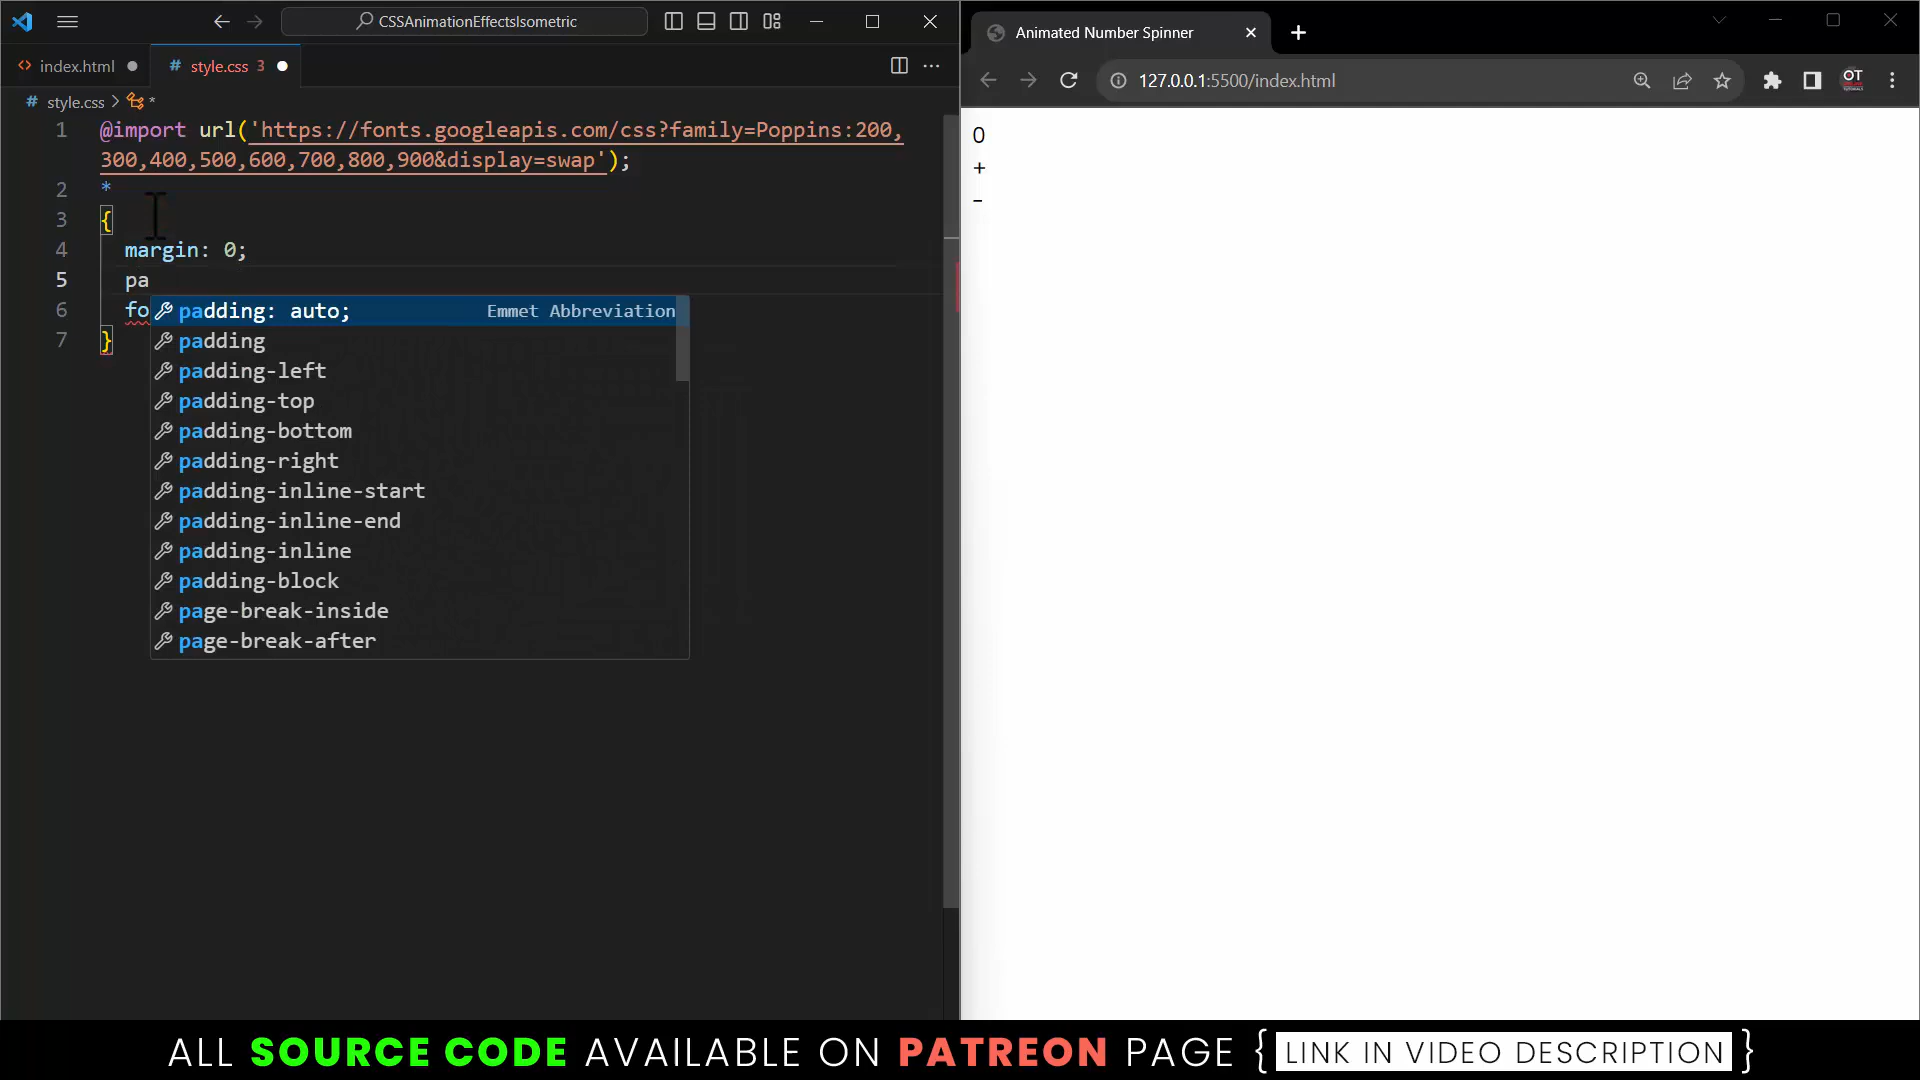 CSSAnimationEffectsIsometric
index.html
# style.css 3
# style.css > *
1 @import url('https://fonts.googleapis.com/css?family=Poppins:200,
300,400,500,600,700,800,900&display=swap');
2 *
3 {
4 margin: 0;
5 pa
6 fo
7 }
padding: auto; Emmet Abbreviation
padding
padding-left
padding-top
padding-bottom
padding-right
padding-inline-start
padding-inline-end
padding-inline
padding-block
page-break-inside
page-break-after
Animated Number Spinner
127.0.0.1:5500/index.html
OT
0
+
-
ALL SOURCE CODE AVAILABLE ON PATREON PAGE { LINK IN VIDEO DESCRIPTION }